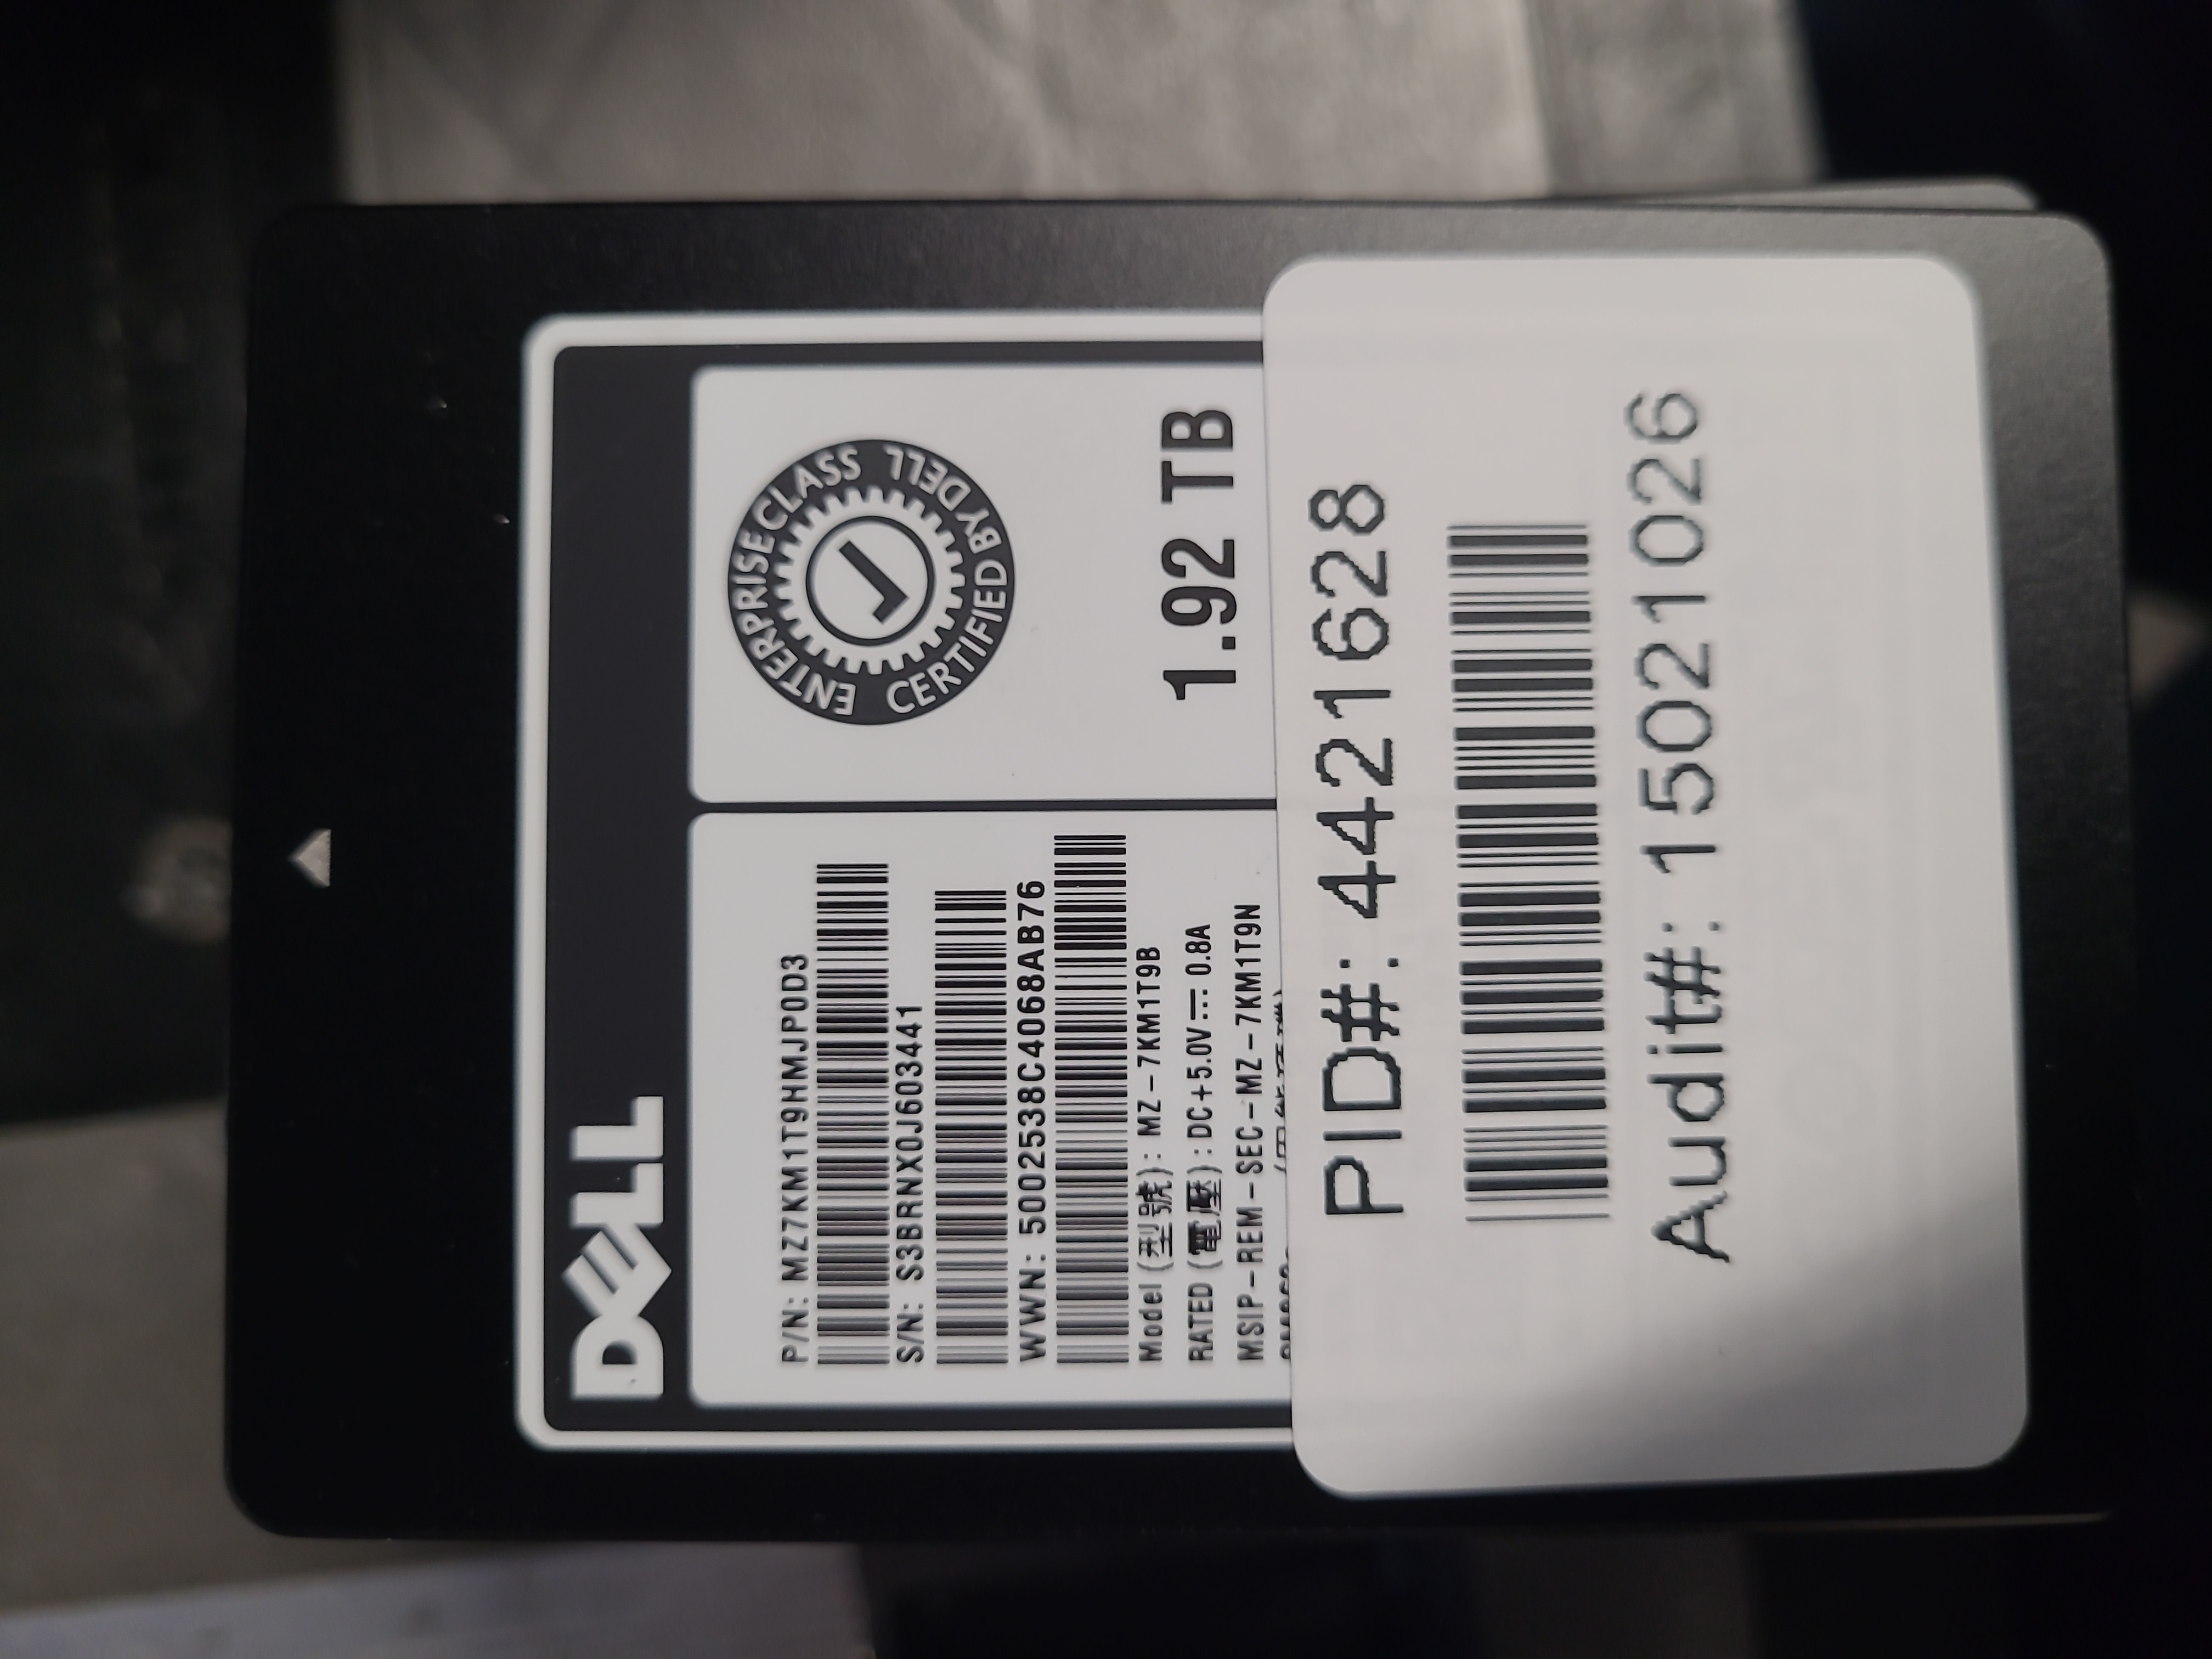 DELL
P/N: MZ7KM1T9HMJP0D3
S/N: S3BRNX0J603441
WWN: 5002538C4068AB76
Model (型號): MZ-7KM1T9B
RATED (電壓): DC+5.0V⎓ 0.8A
MSIP-REM-SEC-MZ-7KM1T9N
ENTERPRISE CLASS
CERTIFIED BY DELL
1.92 TB
PID#: 4421628
Audit#: 15021026